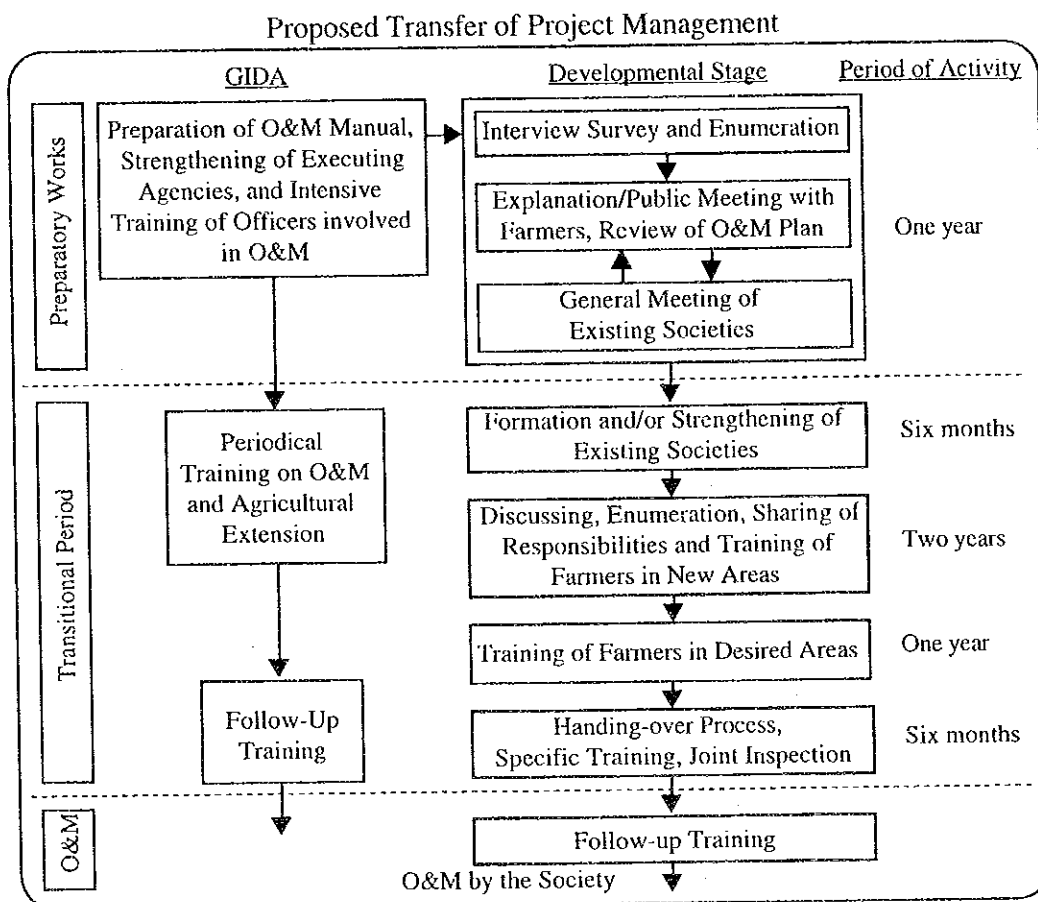 Proposed Transfer of Project Management
GIDA
Developmental Stage
Period of Activity
Preparatory Works
Preparation of O&M Manual,
Strengthening of Executing
Agencies, and Intensive
Training of Officers involved
in O&M
Interview Survey and Enumeration
Explanation/Public Meeting with
Farmers, Review of O&M Plan
General Meeting of
Existing Societies
One year
Transitional Period
Periodical
Training on O&M
and Agricultural
Extension
Follow-Up
Training
Formation and/or Strengthening of
Existing Societies
Six months
Discussing, Enumeration, Sharing of
Responsibilities and Training of
Farmers in New Areas
Two years
Training of Farmers in Desired Areas
One year
Handing-over Process,
Specific Training, Joint Inspection
Six months
O&M
Follow-up Training
O&M by the Society